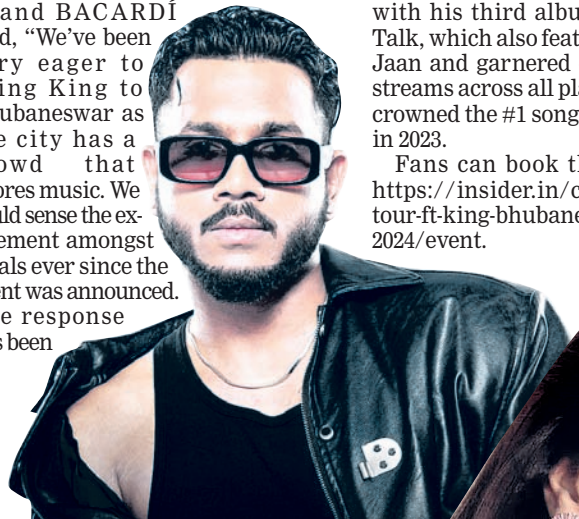 and BACARDÍ
d, “We’ve been
ry eager to
ing King to
ubaneswar as
e city has a
owd that
ores music. We
uld sense the ex-
ement amongst
als ever since the
ent was announced.
e response
s been
with his third albu
Talk, which also feat
Jaan and garnered
streams across all pla
crowned the #1 song
in 2023.
Fans can book th
https://insider.in/c
tour-ft-king-bhubane
2024/event.